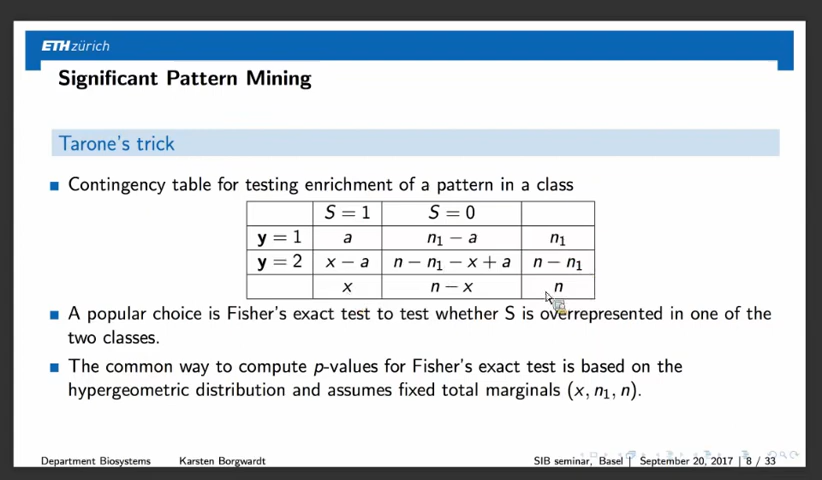 ETH zürich
Significant Pattern Mining
Tarone's trick
Contingency table for testing enrichment of a pattern in a class
S = 1 S = 0
y = 1 a n₁ − a n₁
y = 2 x − a n − n₁ − x + a n − n₁
x n − x n
A popular choice is Fisher's exact test to test whether S is overrepresented in one of the
two classes.
The common way to compute p-values for Fisher's exact test is based on the
hypergeometric distribution and assumes fixed total marginals (x, n₁, n).
Department Biosystems Karsten Borgwardt SIB seminar, Basel | September 20, 2017 | 8 / 33